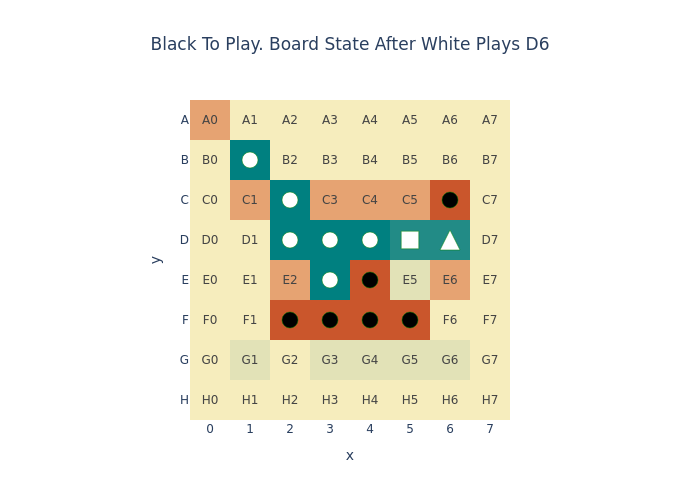 Black To Play. Board State After White Plays D6
A A0 A1 A2 A3 A4 A5 A6 A7
B B0 B2 B3 B4 B5 B6 B7
C C0 C1 C3 C4 C5 C7
D D0 D1 D7
E E0 E1 E2 E5 E6 E7
F F0 F1 F6 F7
G G0 G1 G2 G3 G4 G5 G6 G7
H H0 H1 H2 H3 H4 H5 H6 H7
0 1 2 3 4 5 6 7
x
y